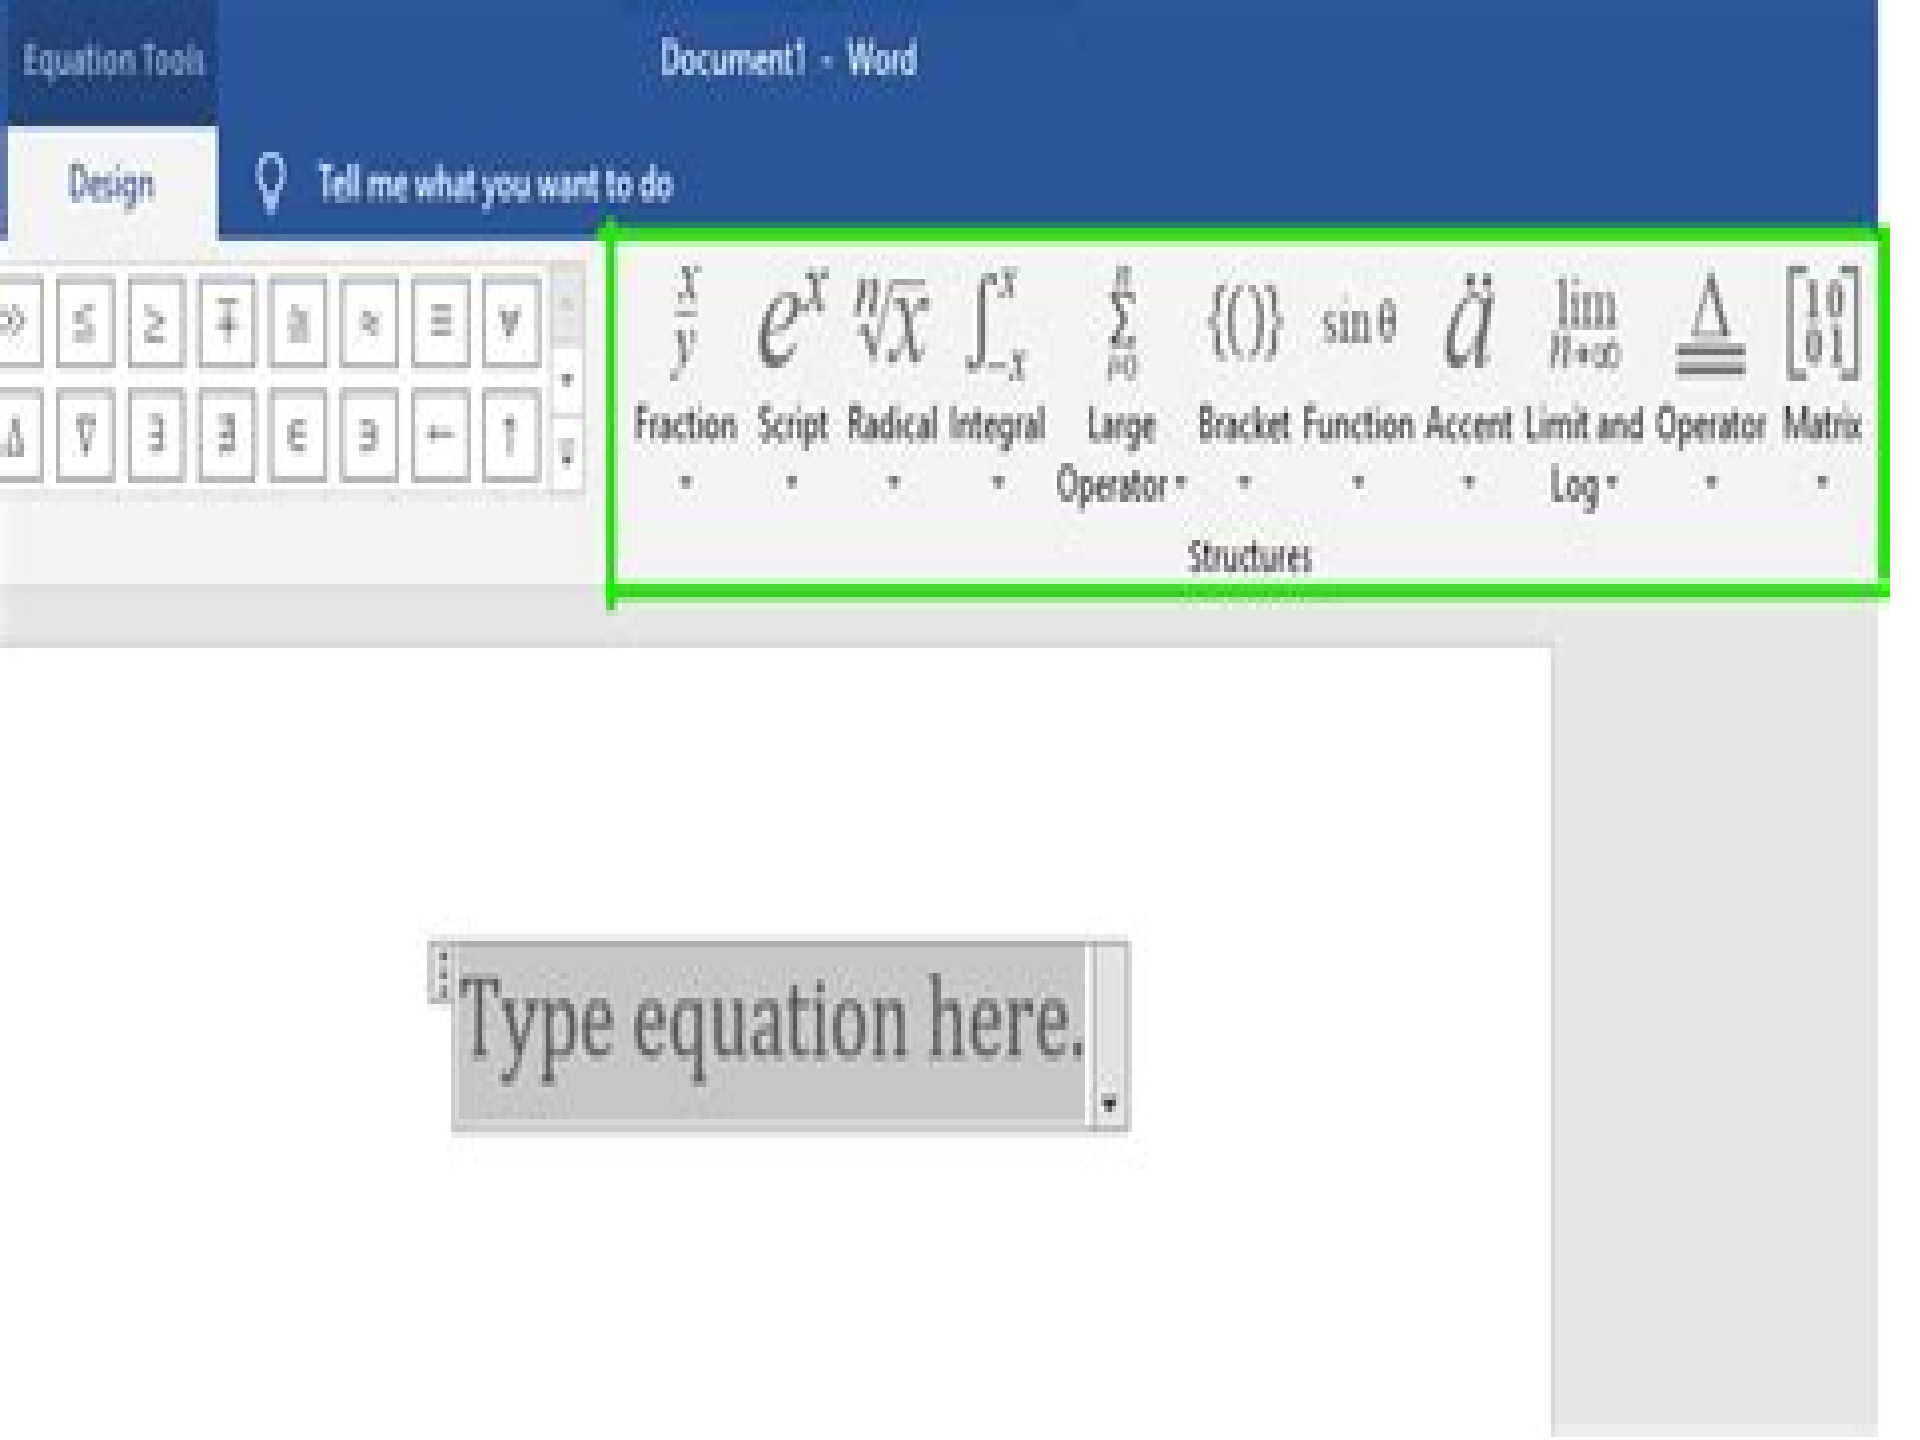 Equation Tools
Document1 - Word
Design
Tell me what you want to do
Fraction Script Radical Integral Large Operator Bracket Function Accent Limit and Log Operator Matrix
Structures
Type equation here.